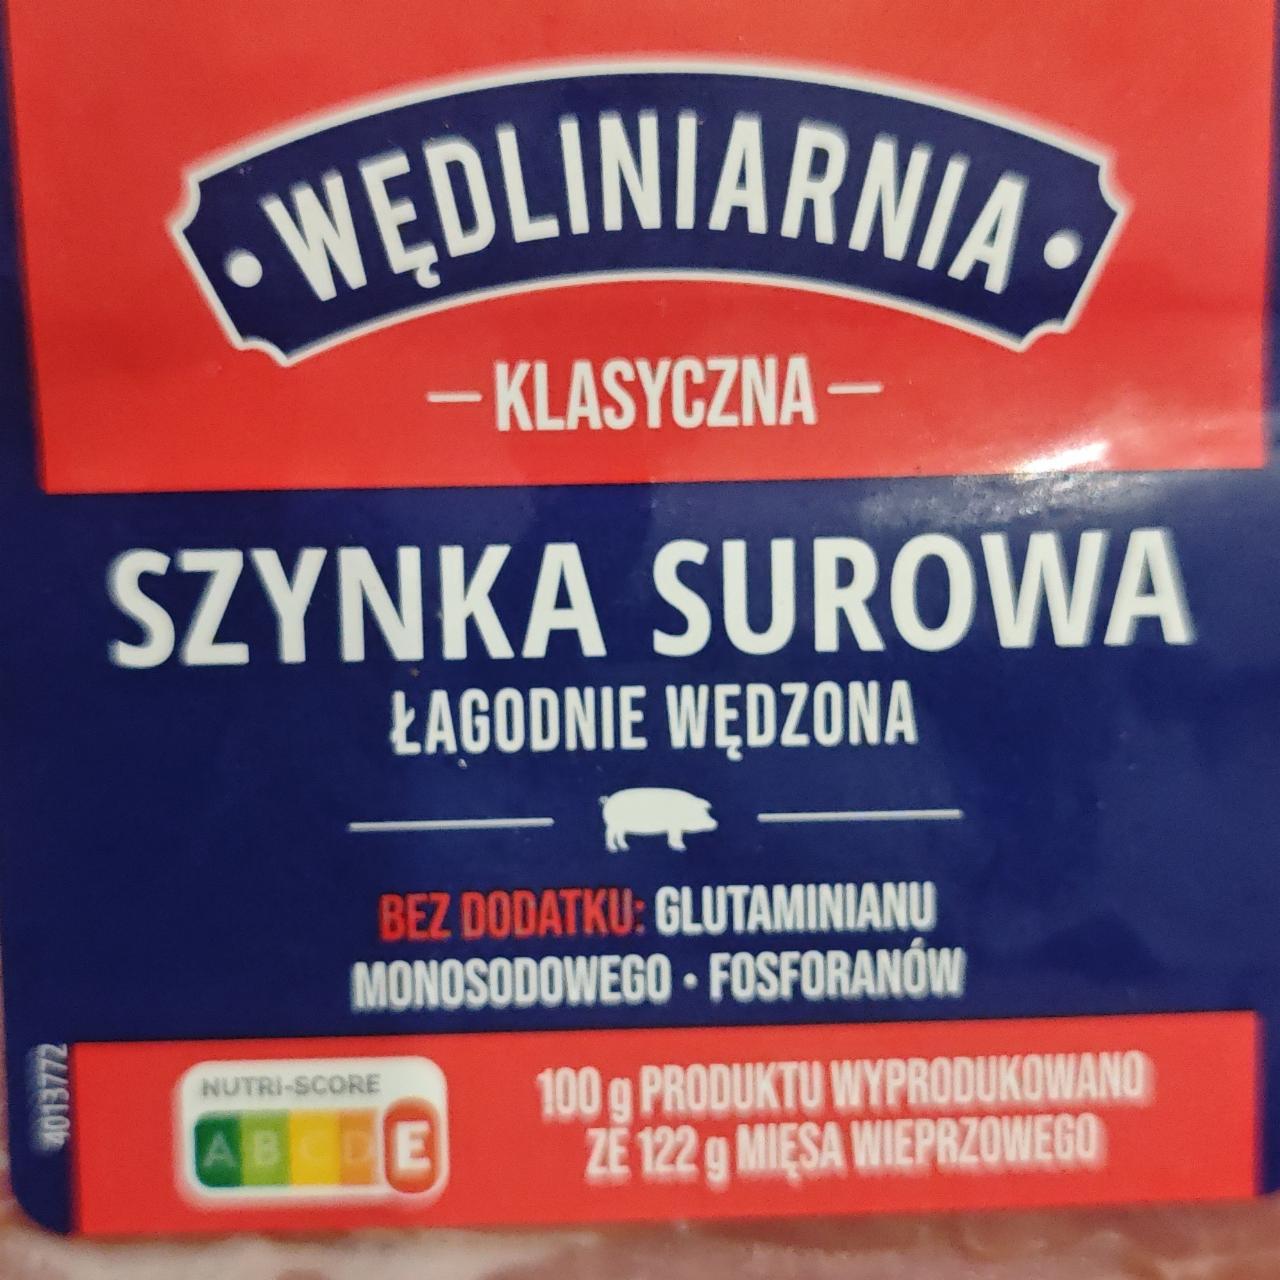 WĘDLINIARNIA
KLASYCZNA
SZYNKA SUROWA
ŁAGODNIE WĘDZONA
BEZ DODATKU: GLUTAMINIANU
MONOSODOWEGO • FOSFORANÓW
4013772
NUTRI-SCORE
A B C D E
100 g PRODUKTU WYPRODUKOWANO
ZE 122 g MIĘSA WIEPRZOWEGO